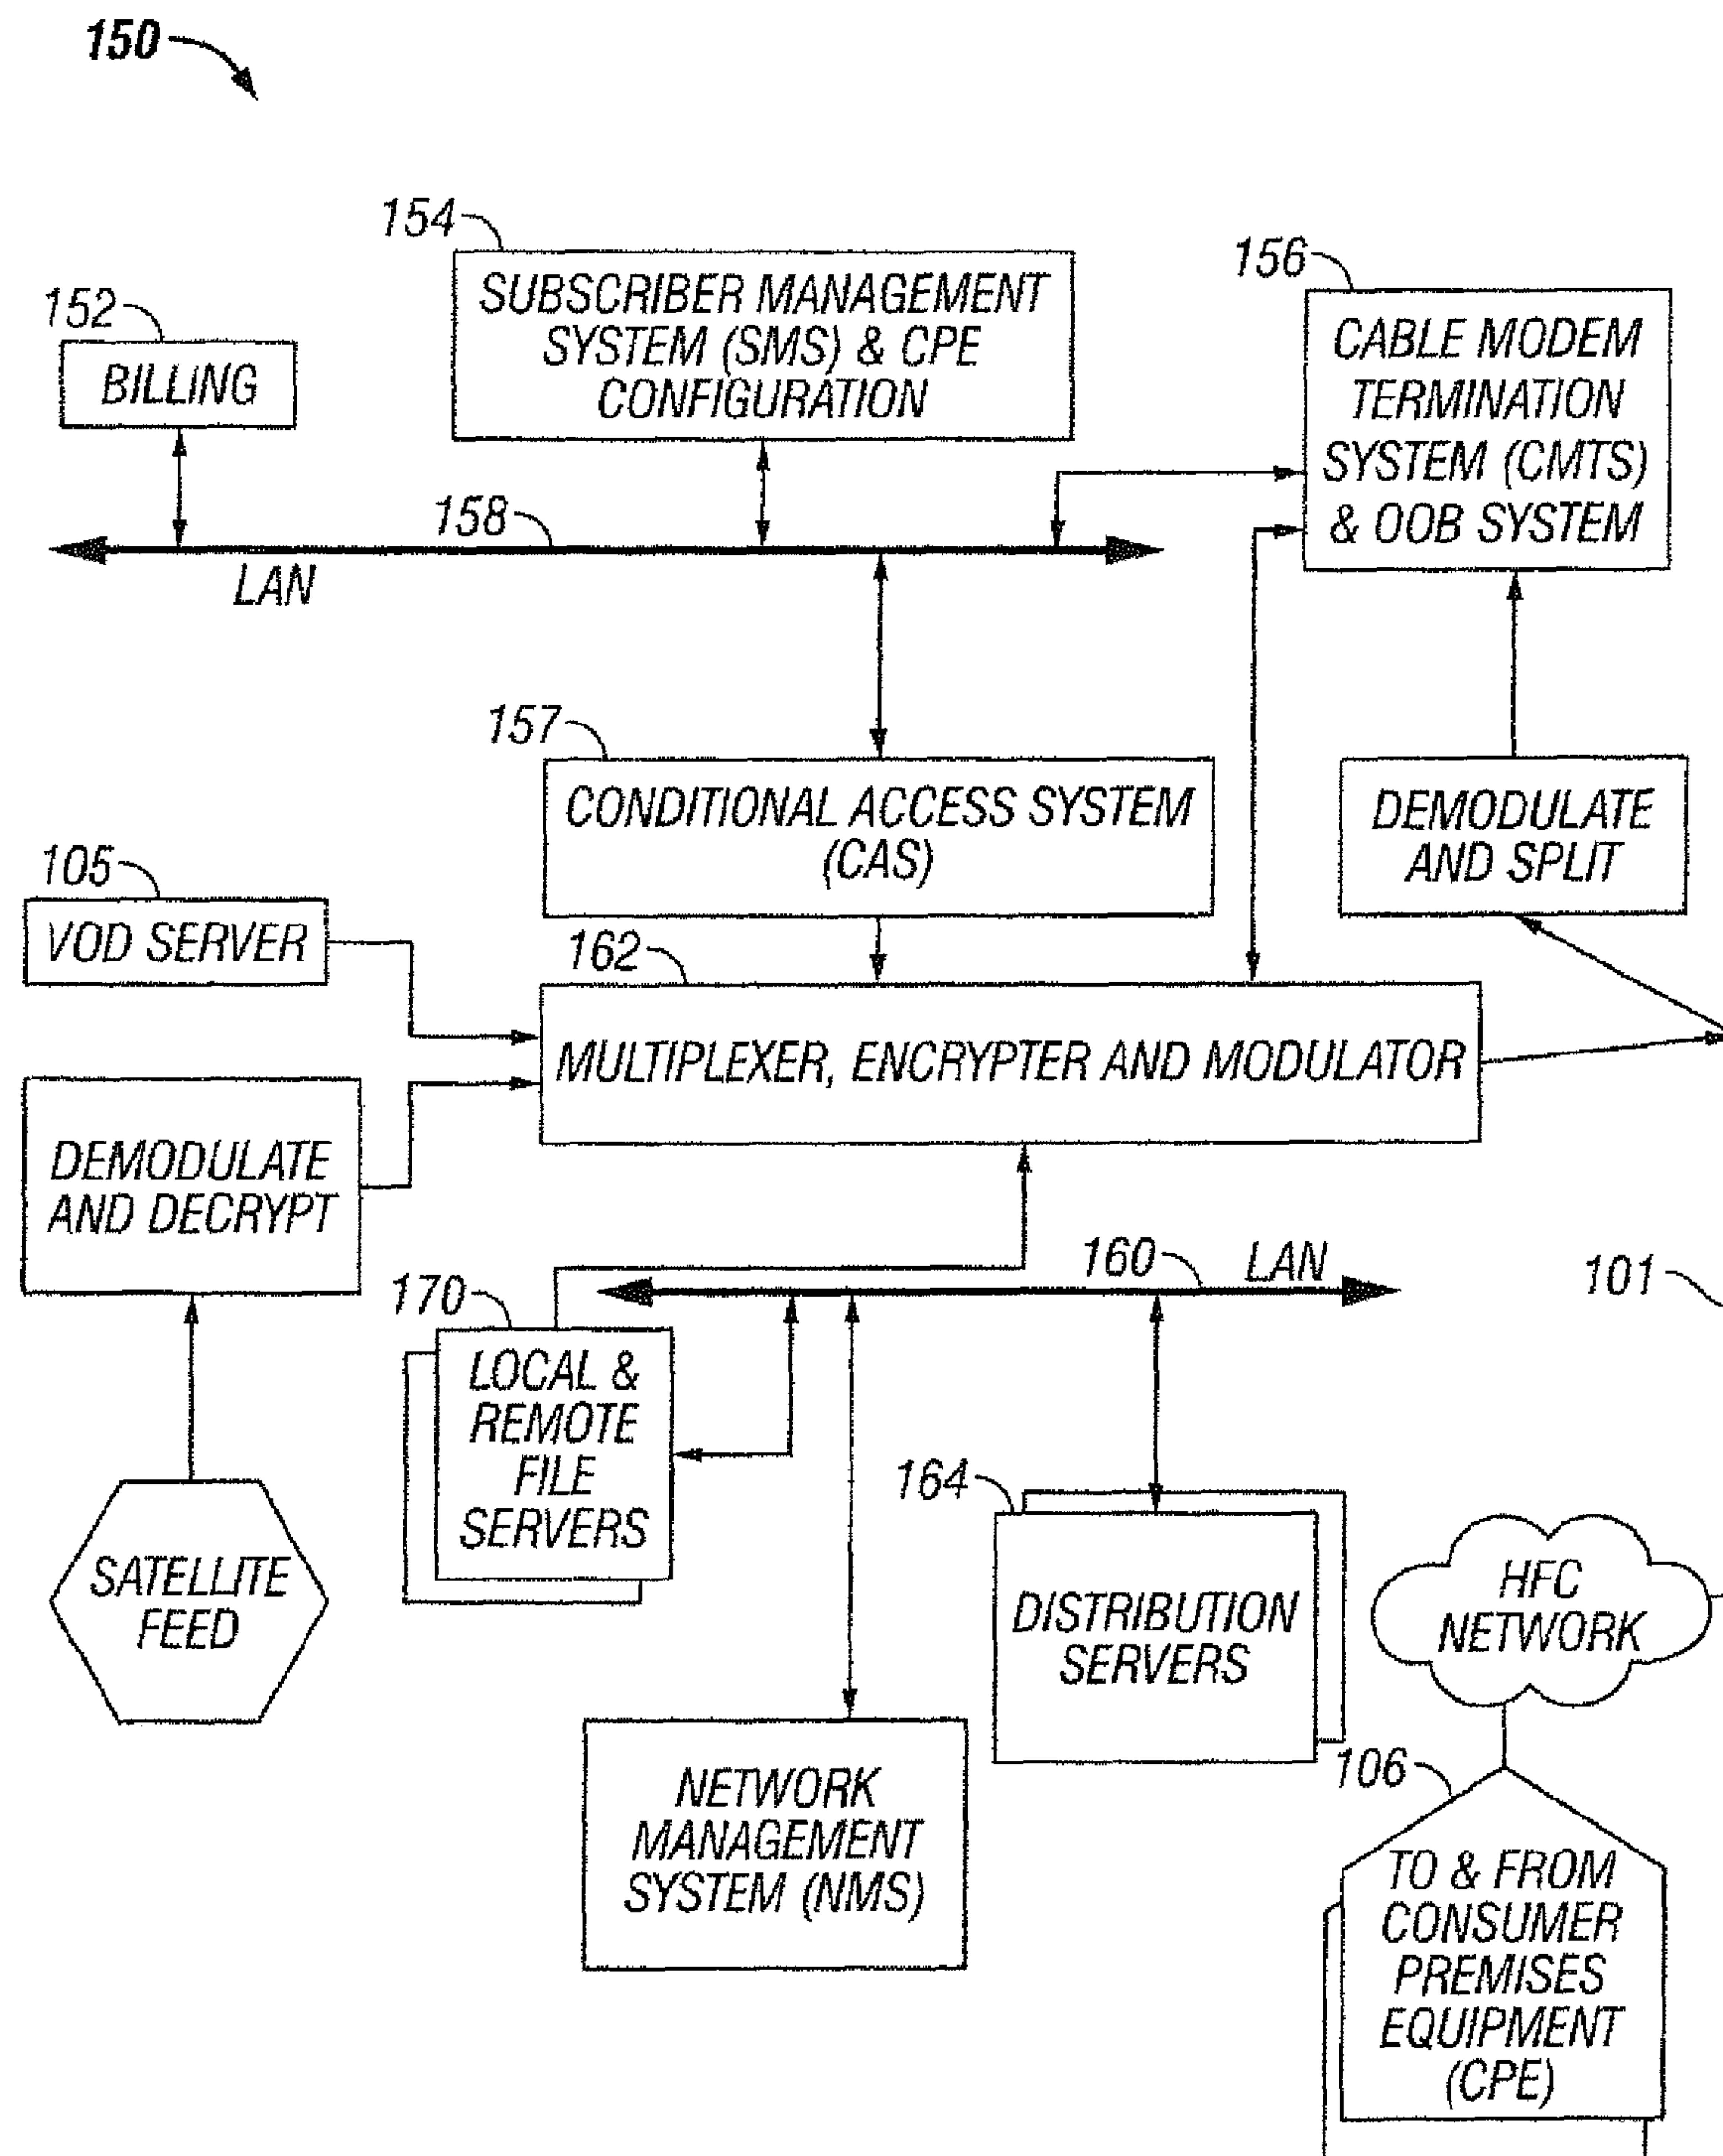 150
154
SUBSCRIBER MANAGEMENT
SYSTEM (SMS) & CPE
CONFIGURATION
156
CABLE MODEM
TERMINATION
SYSTEM (CMTS)
& OOB SYSTEM
152
BILLING
158
LAN
157
CONDITIONAL ACCESS SYSTEM
(CAS)
DEMODULATE
AND SPLIT
105
VOD SERVER
162
MULTIPLEXER, ENCRYPTER AND MODULATOR
DEMODULATE
AND DECRYPT
160
LAN
101
170
LOCAL &
REMOTE
FILE
SERVERS
164
DISTRIBUTION
SERVERS
SATELLITE
FEED
HFC
NETWORK
NETWORK
MANAGEMENT
SYSTEM (NMS)
106
TO & FROM
CONSUMER
PREMISES
EQUIPMENT
(CPE)